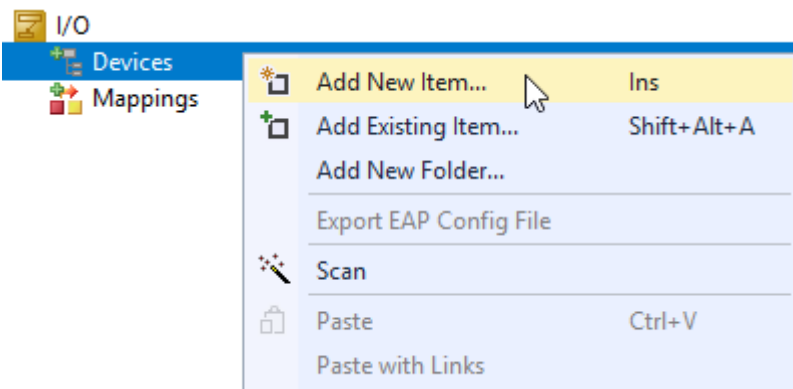 I/O
Devices
Mappings
Add New Item... Ins
Add Existing Item... Shift+Alt+A
Add New Folder...
Export EAP Config File
Scan
Paste Ctrl+V
Paste with Links